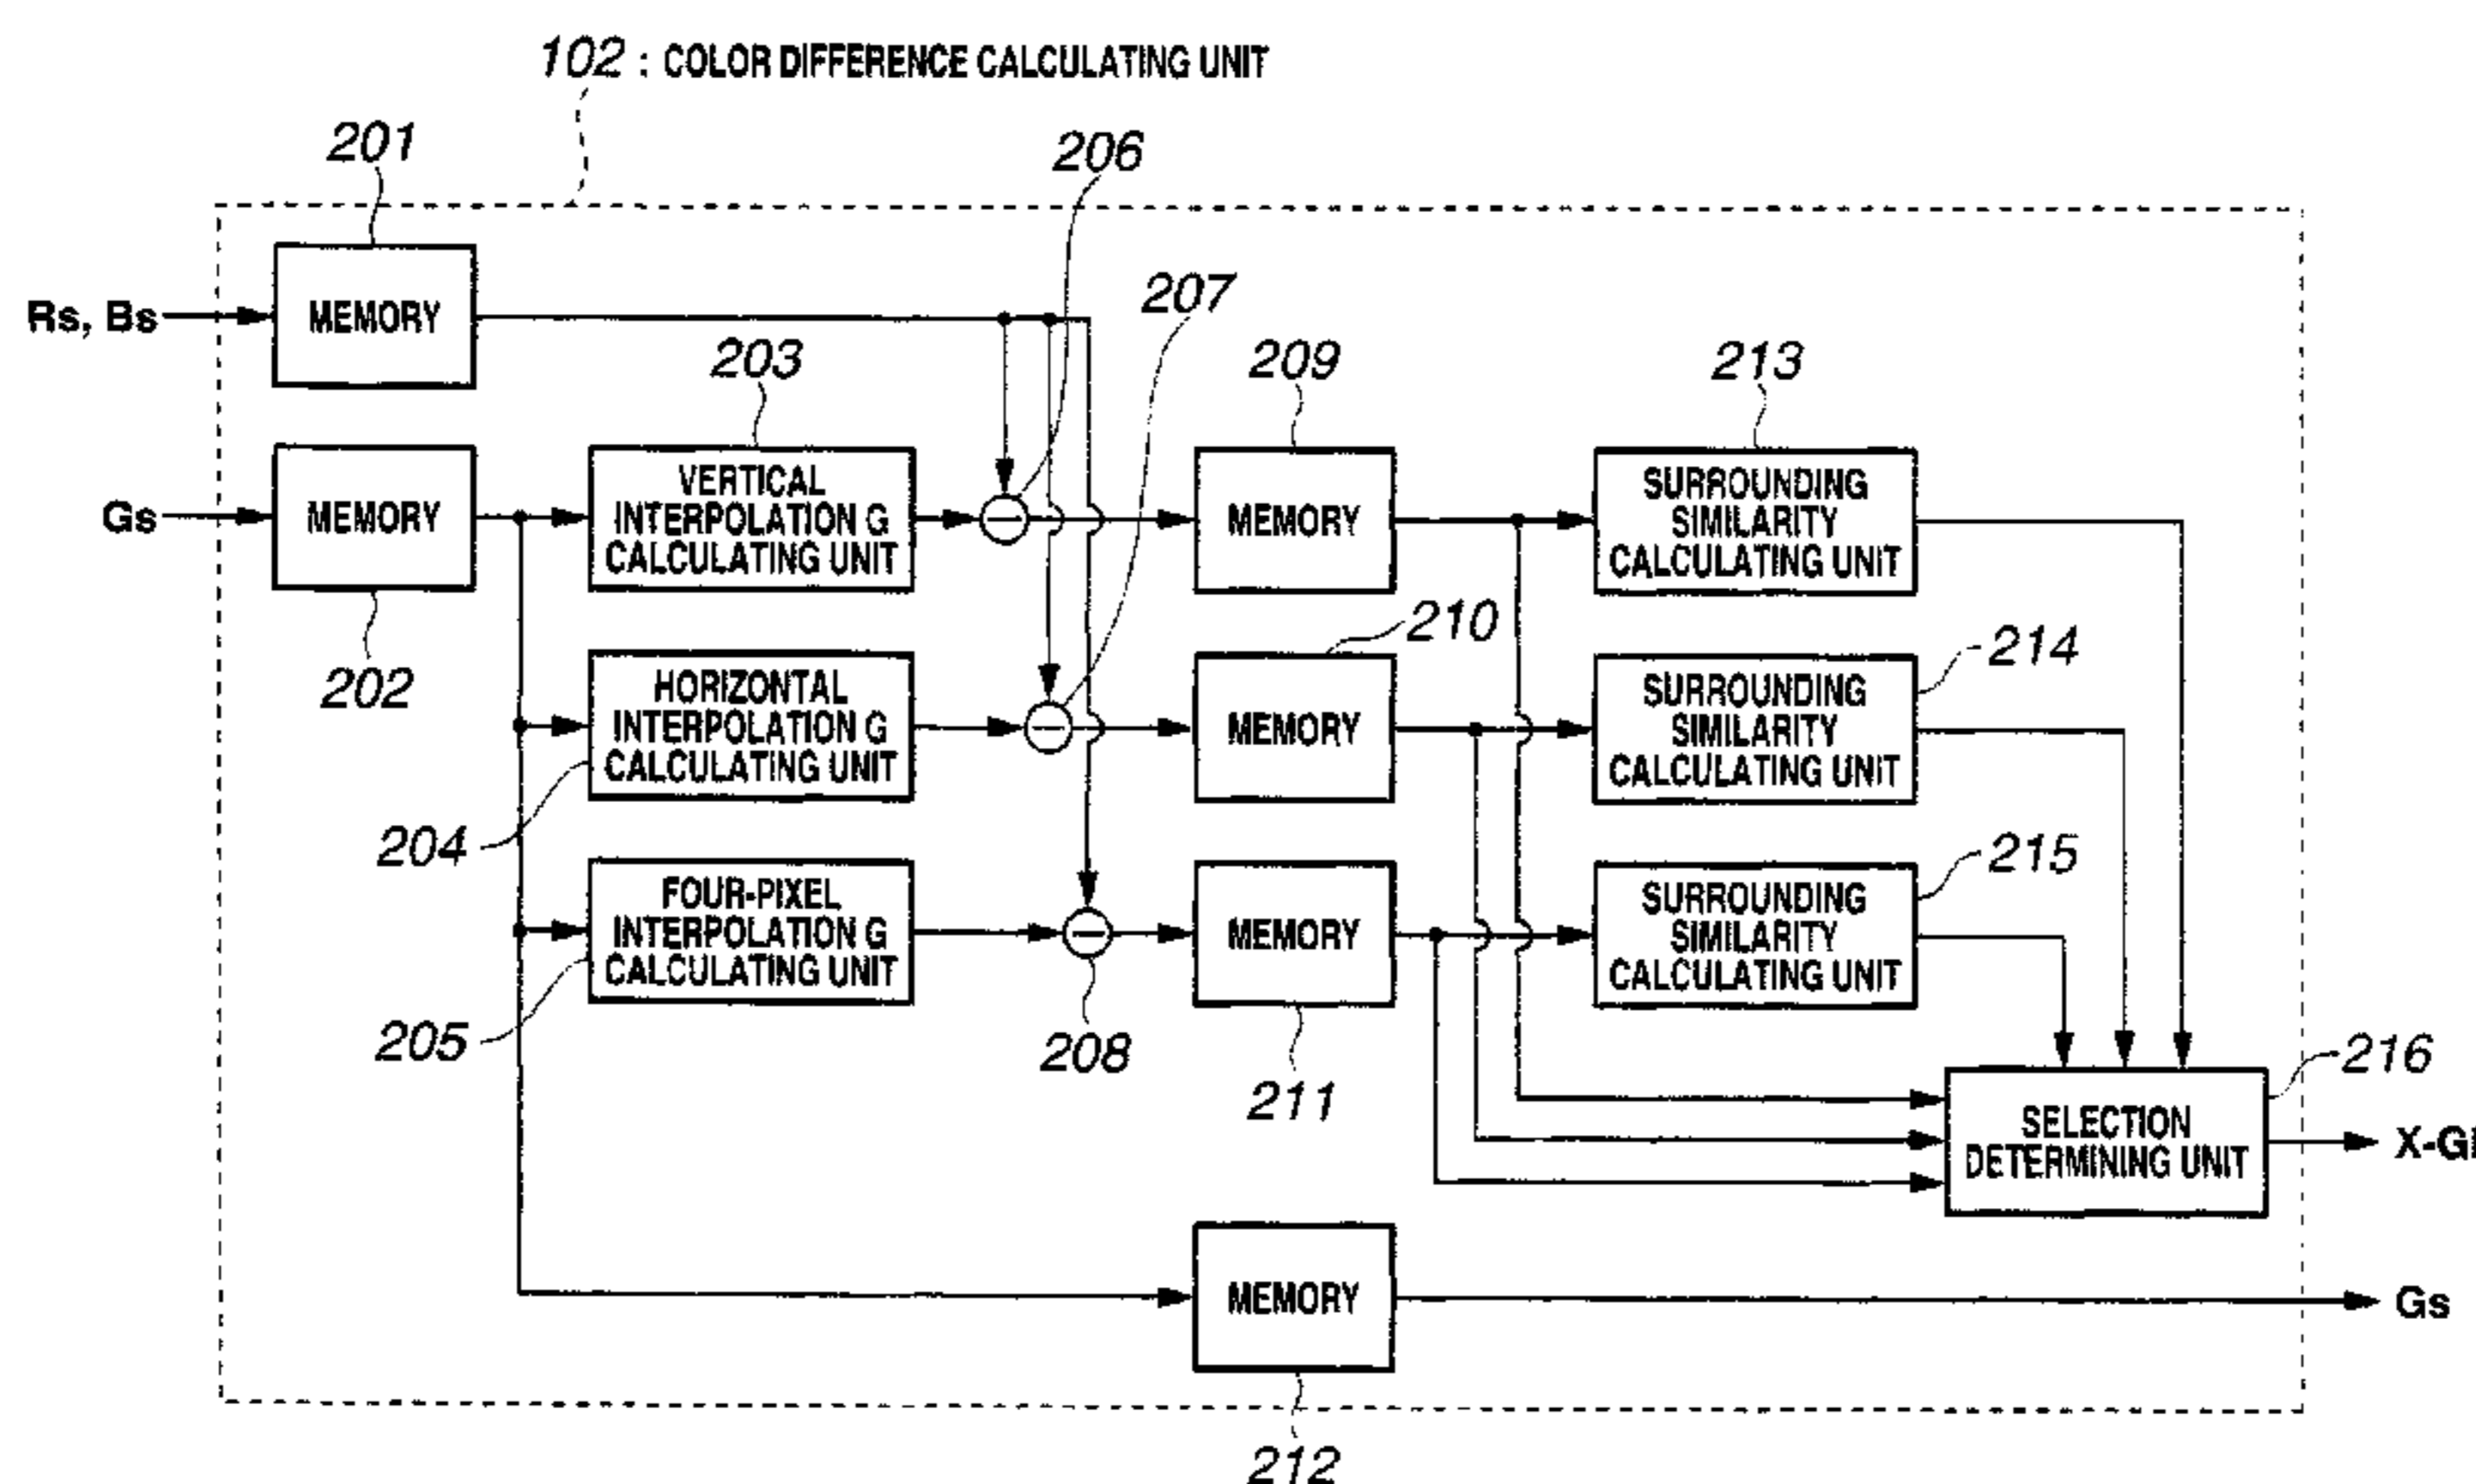 102 : COLOR DIFFERENCE CALCULATING UNIT
201
206
Rs, Bs
MEMORY
207
203
209
213
Gs
MEMORY
VERTICAL
INTERPOLATION G
CALCULATING UNIT
MEMORY
SURROUNDING
SIMILARITY
CALCULATING UNIT
202
210
214
HORIZONTAL
INTERPOLATION G
CALCULATING UNIT
MEMORY
SURROUNDING
SIMILARITY
CALCULATING UNIT
204
215
FOUR-PIXEL
INTERPOLATION G
CALCULATING UNIT
MEMORY
SURROUNDING
SIMILARITY
CALCULATING UNIT
205
208
211
216
SELECTION
DETERMINING UNIT
MEMORY
Gs
212